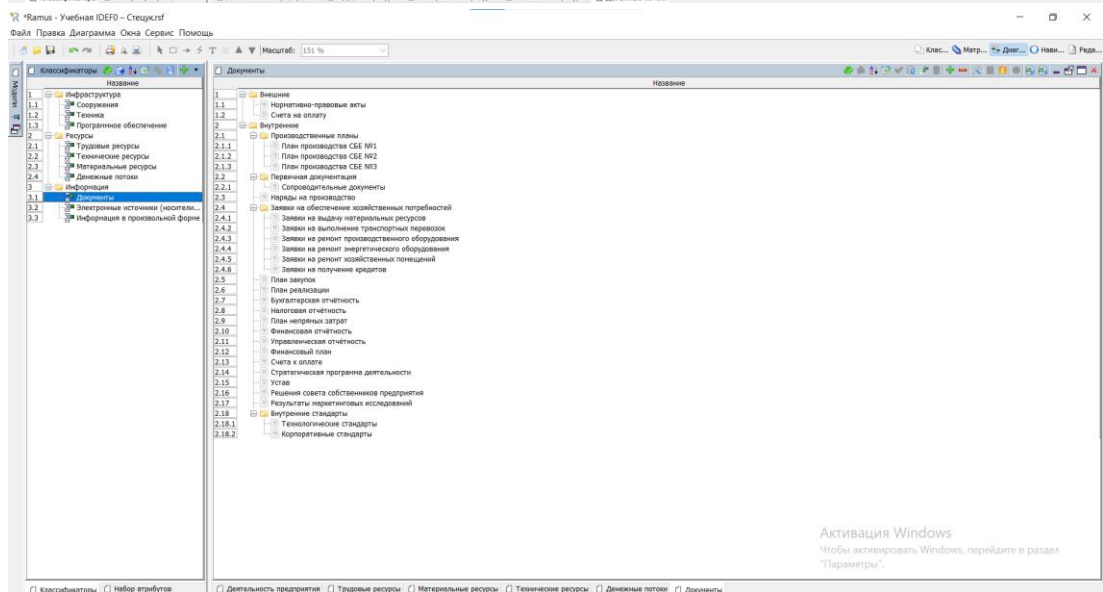 *Ramus - Учебная IDEF0 – Стецук.rsf
Файл Правка Диаграмма Окна Сервис Помощь
Масштаб: 151 %
Клас... Матр... Диаг... Нави... Реда...
Модели
Классификаторы
Название
1 Инфраструктура
1.1 Сооружения
1.2 Техника
1.3 Программное обеспечение
2 Ресурсы
2.1 Трудовые ресурсы
2.2 Технические ресурсы
2.3 Материальные ресурсы
2.4 Денежные потоки
3 Информация
3.1 Документы
3.2 Электронные источники (носители...
3.3 Информация в произвольной форме
Документы
Название
1 Внешние
1.1 Нормативно-правовые акты
1.2 Счета на оплату
2 Внутренние
2.1 Производственные планы
2.1.1 План производства СБЕ №1
2.1.2 План производства СБЕ №2
2.1.3 План производства СБЕ №3
2.2 Первичная документация
2.2.1 Сопроводительные документы
2.3 Наряды на производство
2.4 Заявки на обеспечение хозяйственных потребностей
2.4.1 Заявки на выдачу материальных ресурсов
2.4.2 Заявки на выполнение транспортных перевозок
2.4.3 Заявки на ремонт производственного оборудования
2.4.4 Заявки на ремонт энергетического оборудования
2.4.5 Заявки на ремонт хозяйственных помещений
2.4.6 Заявки на получение кредитов
2.5 План закупок
2.6 План реализации
2.7 Бухгалтерская отчётность
2.8 Налоговая отчётность
2.9 План непрямых затрат
2.10 Финансовая отчётность
2.11 Управленческая отчётность
2.12 Финансовый план
2.13 Счета к оплате
2.14 Стратегическая программа деятельности
2.15 Устав
2.16 Решения совета собственников предприятия
2.17 Результаты маркетинговых исследований
2.18 Внутренние стандарты
2.18.1 Технологические стандарты
2.18.2 Корпоративные стандарты
Активация Windows
Чтобы активировать Windows, перейдите в раздел
"Параметры".
Классификаторы Набор атрибутов
Деятельность предприятия Трудовые ресурсы Материальные ресурсы Технические ресурсы Денежные потоки Документы